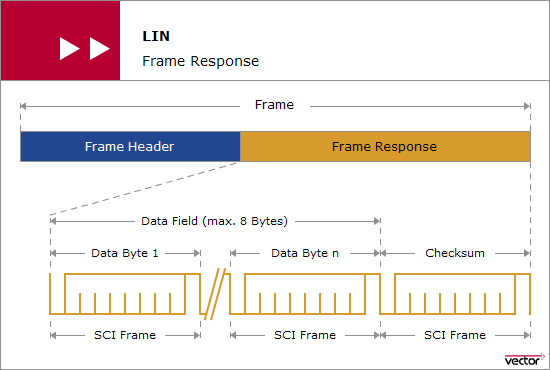 LIN
Frame Response
Frame
Frame Header Frame Response
Data Field (max. 8 Bytes)
Data Byte 1 Data Byte n Checksum
SCI Frame SCI Frame SCI Frame
vector